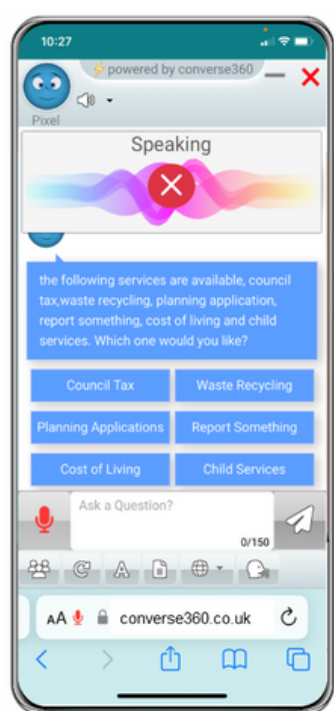 10:27
powered by converse360
Pixel
Speaking
the following services are available, council
tax,waste recycling, planning application,
report something, cost of living and child
services. Which one would you like?
Council Tax
Waste Recycling
Planning Applications
Report Something
Cost of Living
Child Services
Ask a Question?
0/150
A
AA
converse360.co.uk